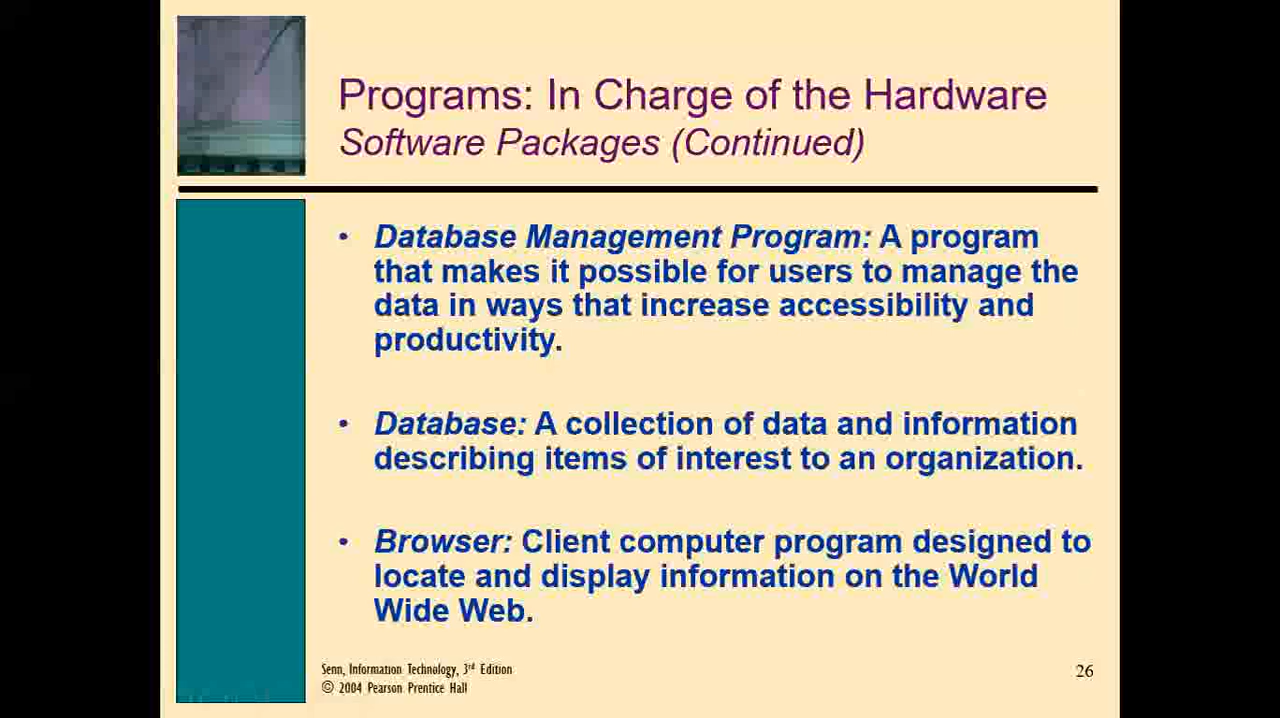 Programs: In Charge of the Hardware
Software Packages (Continued)
• Database Management Program: A program
that makes it possible for users to manage the
data in ways that increase accessibility and
productivity.
• Database: A collection of data and information
describing items of interest to an organization.
• Browser: Client computer program designed to
locate and display information on the World
Wide Web.
Senn, Information Technology, 3rd Edition
© 2004 Pearson Prentice Hall
26